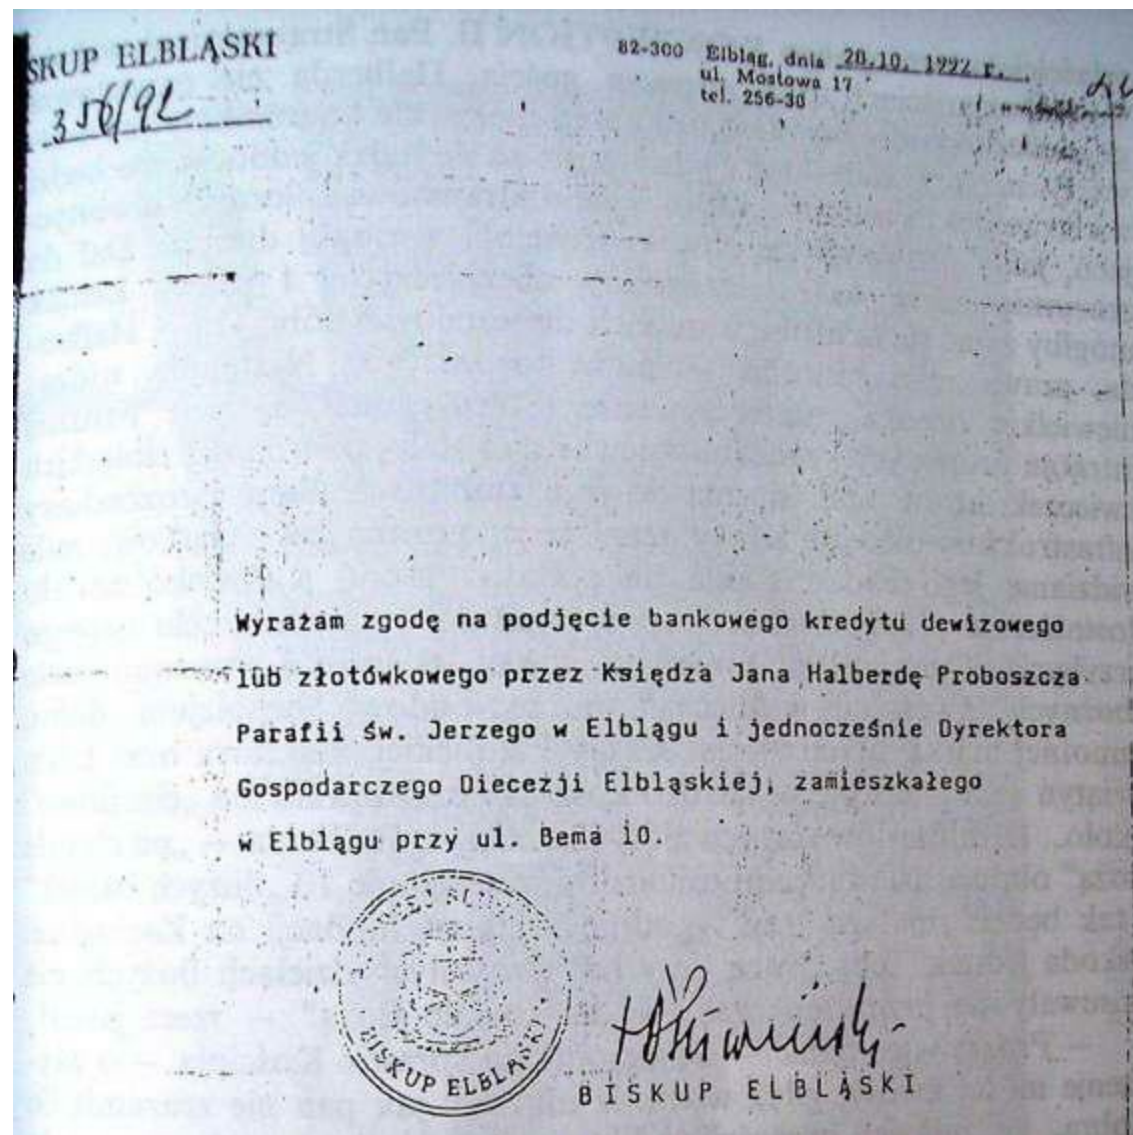 SKUP ELBLĄSKI
356/92
82-300 Elbląg, dnia 20.10. 1992 r.
ul. Mostowa 17
tel. 256-30
Wyrażam zgodę na podjęcie bankowego kredytu dewizowego
lub złotówkowego przez Księdza Jana Halberdę Proboszcza
Parafii św. Jerzego w Elblągu i jednocześnie Dyrektora
Gospodarczego Diecezji Elbląskiej, zamieszkałego
w Elblągu przy ul. Bema 10.
BISKUP ELBLĄSKI
BISKUP ELBLĄSKI